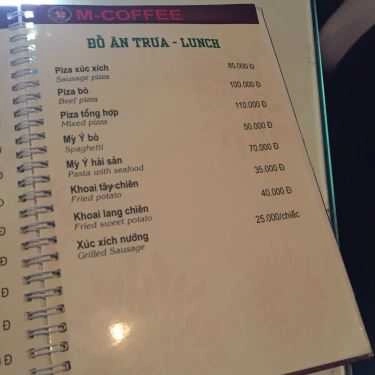 M-COFFEE
ĐỒ ĂN TRƯA - LUNCH
Piza xúc xích 80.000 Đ
Sausage piza
Piza bò 100.000 Đ
Beef piza
Piza tổng hợp 110.000 Đ
Mixed piza
Mỳ Ý bò 50.000 Đ
Spaghetti
Mỳ Ý hải sản 70.000 Đ
Pasta with seafood
Khoai tây chiên 35.000 Đ
Fried potato
Khoai lang chiên 40.000 Đ
Fried sweet potato
Xúc xích nướng 25.000/chiếc
Grilled Sausage